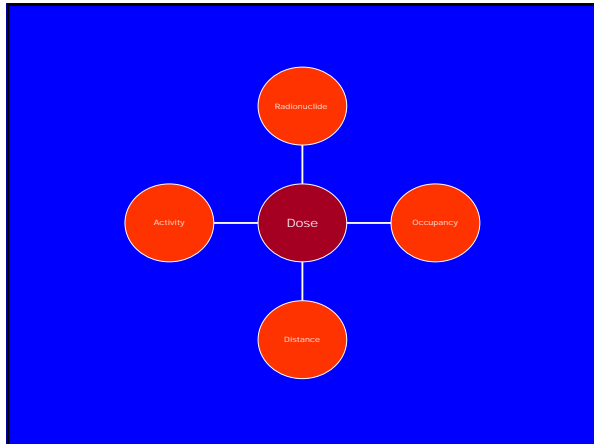 Radionuclide
Activity
Dose
Occupancy
Distance